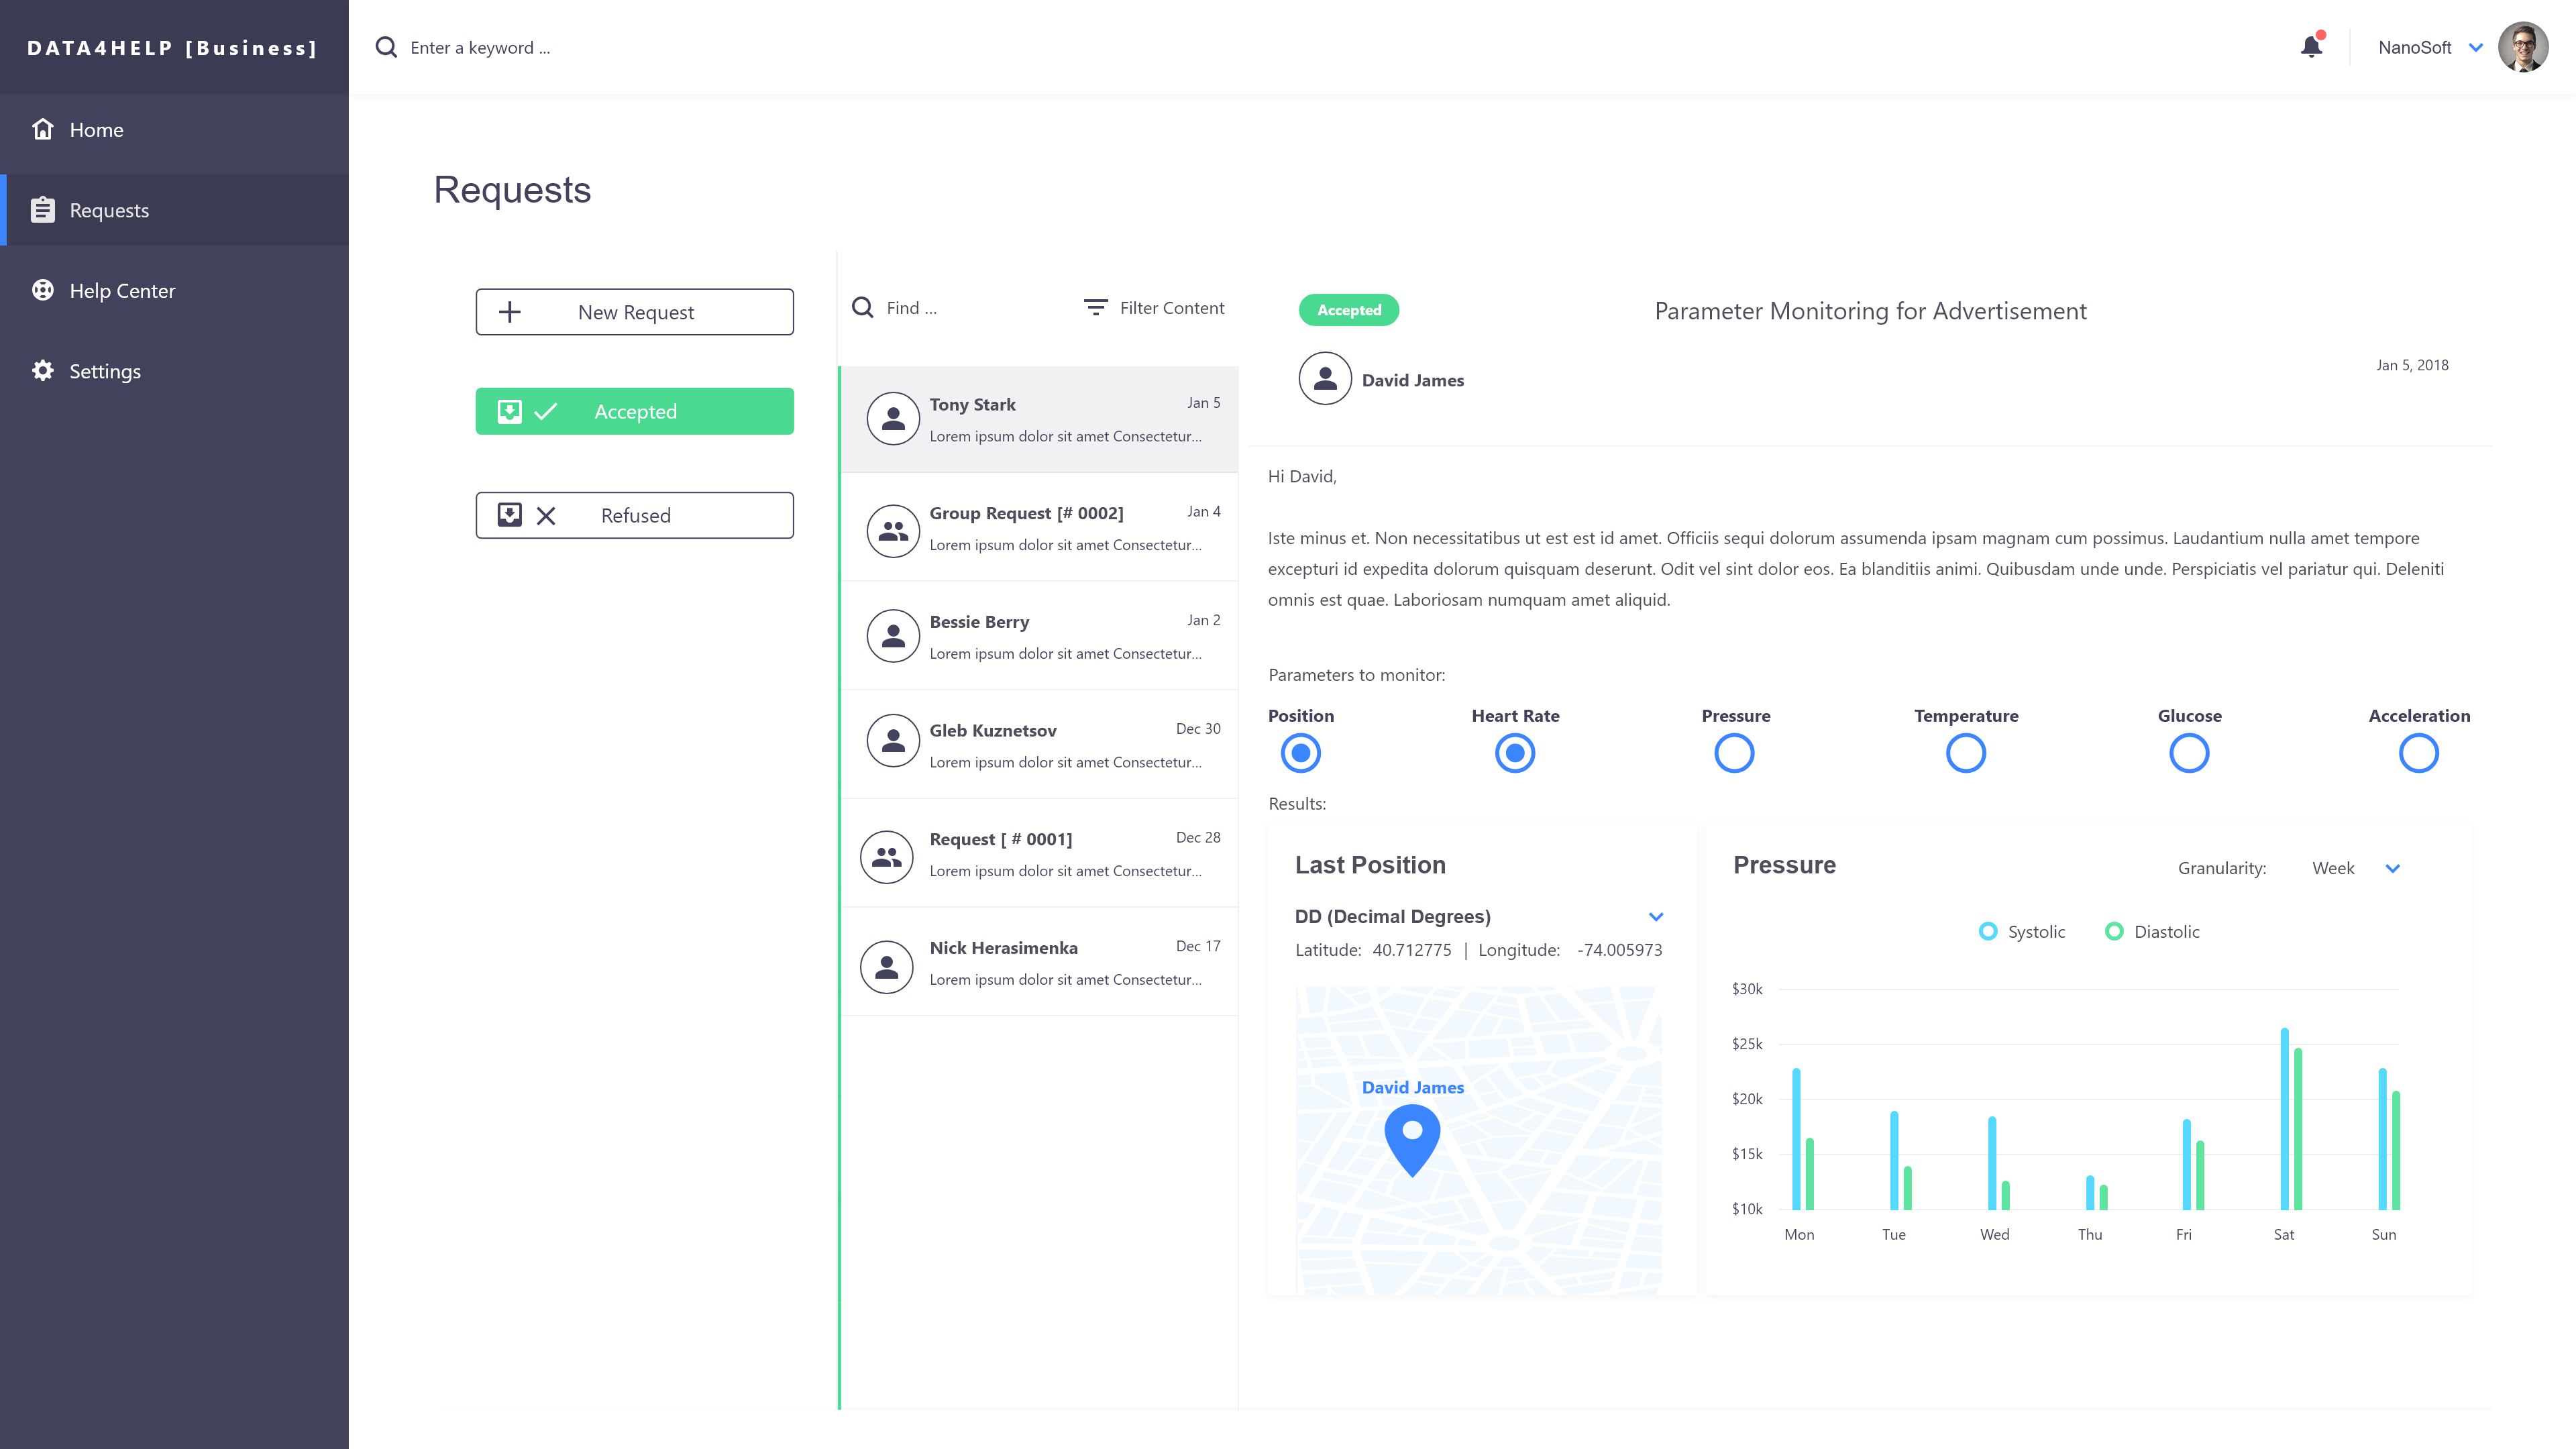 DATA4HELP [Business]
Enter a keyword ...
NanoSoft
Home
Requests
Help Center
Settings
Requests
New Request
Accepted
Refused
Find ...
Filter Content
Tony Stark
Jan 5
Lorem ipsum dolor sit amet Consectetur...
Group Request [# 0002]
Jan 4
Lorem ipsum dolor sit amet Consectetur...
Bessie Berry
Jan 2
Lorem ipsum dolor sit amet Consectetur...
Gleb Kuznetsov
Dec 30
Lorem ipsum dolor sit amet Consectetur...
Request [ # 0001]
Dec 28
Lorem ipsum dolor sit amet Consectetur...
Nick Herasimenka
Dec 17
Lorem ipsum dolor sit amet Consectetur...
Accepted
Parameter Monitoring for Advertisement
David James
Jan 5, 2018
Hi David,
Iste minus et. Non necessitatibus ut est est id amet. Officiis sequi dolorum assumenda ipsam magnam cum possimus. Laudantium nulla amet tempore
excepturi id expedita dolorum quisquam deserunt. Odit vel sint dolor eos. Ea blanditiis animi. Quibusdam unde unde. Perspiciatis vel pariatur qui. Deleniti
omnis est quae. Laboriosam numquam amet aliquid.
Parameters to monitor:
Position Heart Rate Pressure Temperature Glucose Acceleration
Results:
Last Position
DD (Decimal Degrees)
Latitude: 40.712775 | Longitude: -74.005973
David James
Pressure
Granularity: Week
Systolic Diastolic
$30k
$25k
$20k
$15k
$10k
Mon Tue Wed Thu Fri Sat Sun